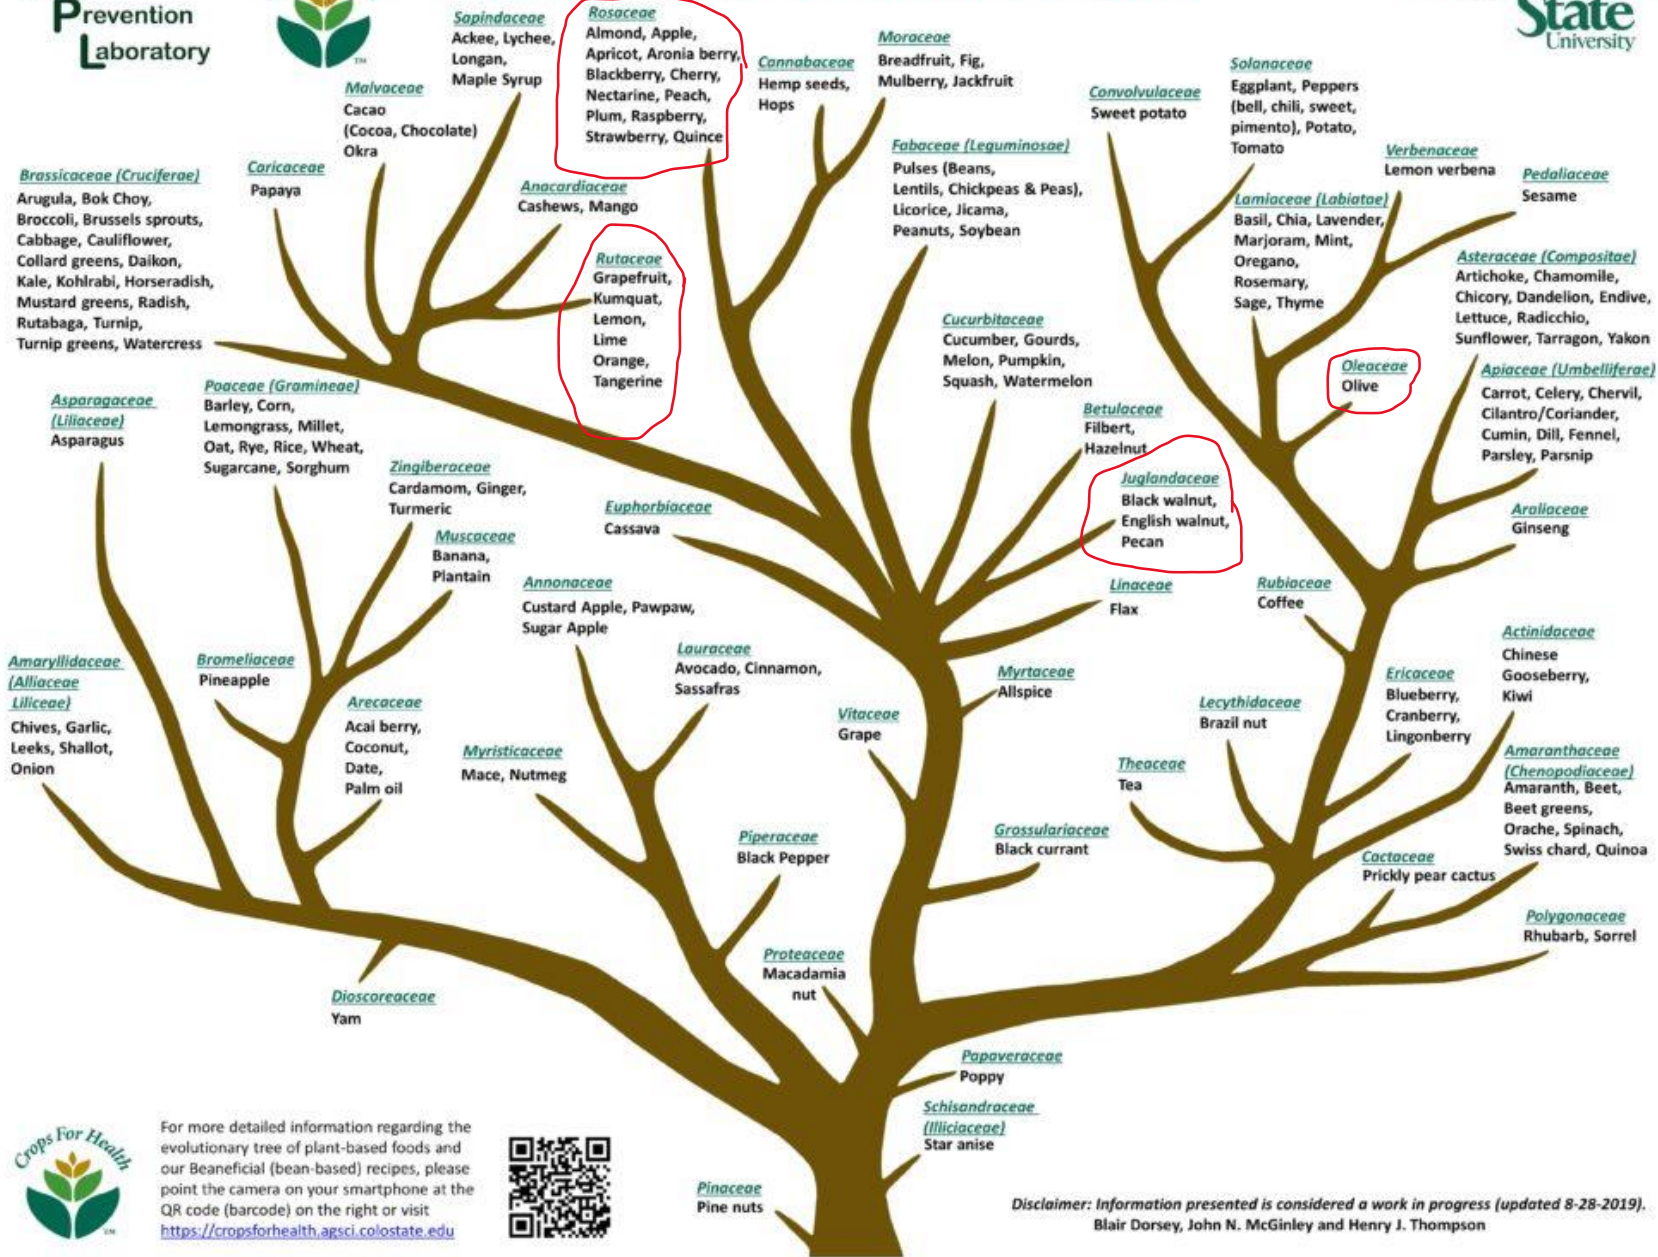 Prevention
Laboratory
TM
State
University
Sapindaceae
Ackee, Lychee,
Longan,
Maple Syrup
Rosaceae
Almond, Apple,
Apricot, Aronia berry,
Blackberry, Cherry,
Nectarine, Peach,
Plum, Raspberry,
Strawberry, Quince
Cannabaceae
Hemp seeds,
Hops
Moraceae
Breadfruit, Fig,
Mulberry, Jackfruit
Malvaceae
Cacao
(Cocoa, Chocolate)
Okra
Convolvulaceae
Sweet potato
Solanaceae
Eggplant, Peppers
(bell, chili, sweet,
pimento), Potato,
Tomato
Verbenaceae
Lemon verbena
Pedaliaceae
Sesame
Brassicaceae (Cruciferae)
Arugula, Bok Choy,
Broccoli, Brussels sprouts,
Cabbage, Cauliflower,
Collard greens, Daikon,
Kale, Kohlrabi, Horseradish,
Mustard greens, Radish,
Rutabaga, Turnip,
Turnip greens, Watercress
Caricaceae
Papaya
Anacardiaceae
Cashews, Mango
Fabaceae (Leguminosae)
Pulses (Beans,
Lentils, Chickpeas & Peas),
Licorice, Jicama,
Peanuts, Soybean
Lamiaceae (Labiatae)
Basil, Chia, Lavender,
Marjoram, Mint,
Oregano,
Rosemary,
Sage, Thyme
Rutaceae
Grapefruit,
Kumquat,
Lemon,
Lime
Orange,
Tangerine
Asteraceae (Compositae)
Artichoke, Chamomile,
Chicory, Dandelion, Endive,
Lettuce, Radicchio,
Sunflower, Tarragon, Yakon
Cucurbitaceae
Cucumber, Gourds,
Melon, Pumpkin,
Squash, Watermelon
Oleaceae
Olive
Apiaceae (Umbelliferae)
Carrot, Celery, Chervil,
Cilantro/Coriander,
Cumin, Dill, Fennel,
Parsley, Parsnip
Asparagaceae
(Liliaceae)
Asparagus
Poaceae (Gramineae)
Barley, Corn,
Lemongrass, Millet,
Oat, Rye, Rice, Wheat,
Sugarcane, Sorghum
Betulaceae
Filbert,
Hazelnut
Zingiberaceae
Cardamom, Ginger,
Turmeric
Juglandaceae
Black walnut,
English walnut,
Pecan
Euphorbiaceae
Cassava
Araliaceae
Ginseng
Muscaceae
Banana,
Plantain
Annonaceae
Custard Apple, Pawpaw,
Sugar Apple
Linaceae
Flax
Rubiaceae
Coffee
Amaryllidaceae
(Alliaceae
Liliceae)
Chives, Garlic,
Leeks, Shallot,
Onion
Bromeliaceae
Pineapple
Lauraceae
Avocado, Cinnamon,
Sassafras
Myrtaceae
Allspice
Actinidaceae
Chinese
Gooseberry,
Kiwi
Ericaceae
Blueberry,
Cranberry,
Lingonberry
Arecaceae
Acai berry,
Coconut,
Date,
Palm oil
Vitaceae
Grape
Lecythidaceae
Brazil nut
Myristicaceae
Mace, Nutmeg
Theaceae
Tea
Amaranthaceae
(Chenopodiaceae)
Amaranth, Beet,
Beet greens,
Orache, Spinach,
Swiss chard, Quinoa
Piperaceae
Black Pepper
Grossulariaceae
Black currant
Cactaceae
Prickly pear cactus
Polygonaceae
Rhubarb, Sorrel
Proteaceae
Macadamia
nut
Dioscoreaceae
Yam
Papaveraceae
Poppy
Schisandraceae
(Illiciaceae)
Star anise
Pinaceae
Pine nuts
Crops For Health
TM
For more detailed information regarding the
evolutionary tree of plant-based foods and
our Beaneficial (bean-based) recipes, please
point the camera on your smartphone at the
QR code (barcode) on the right or visit
https://cropsforhealth.agsci.colostate.edu
Disclaimer: Information presented is considered a work in progress (updated 8-28-2019).
Blair Dorsey, John N. McGinley and Henry J. Thompson